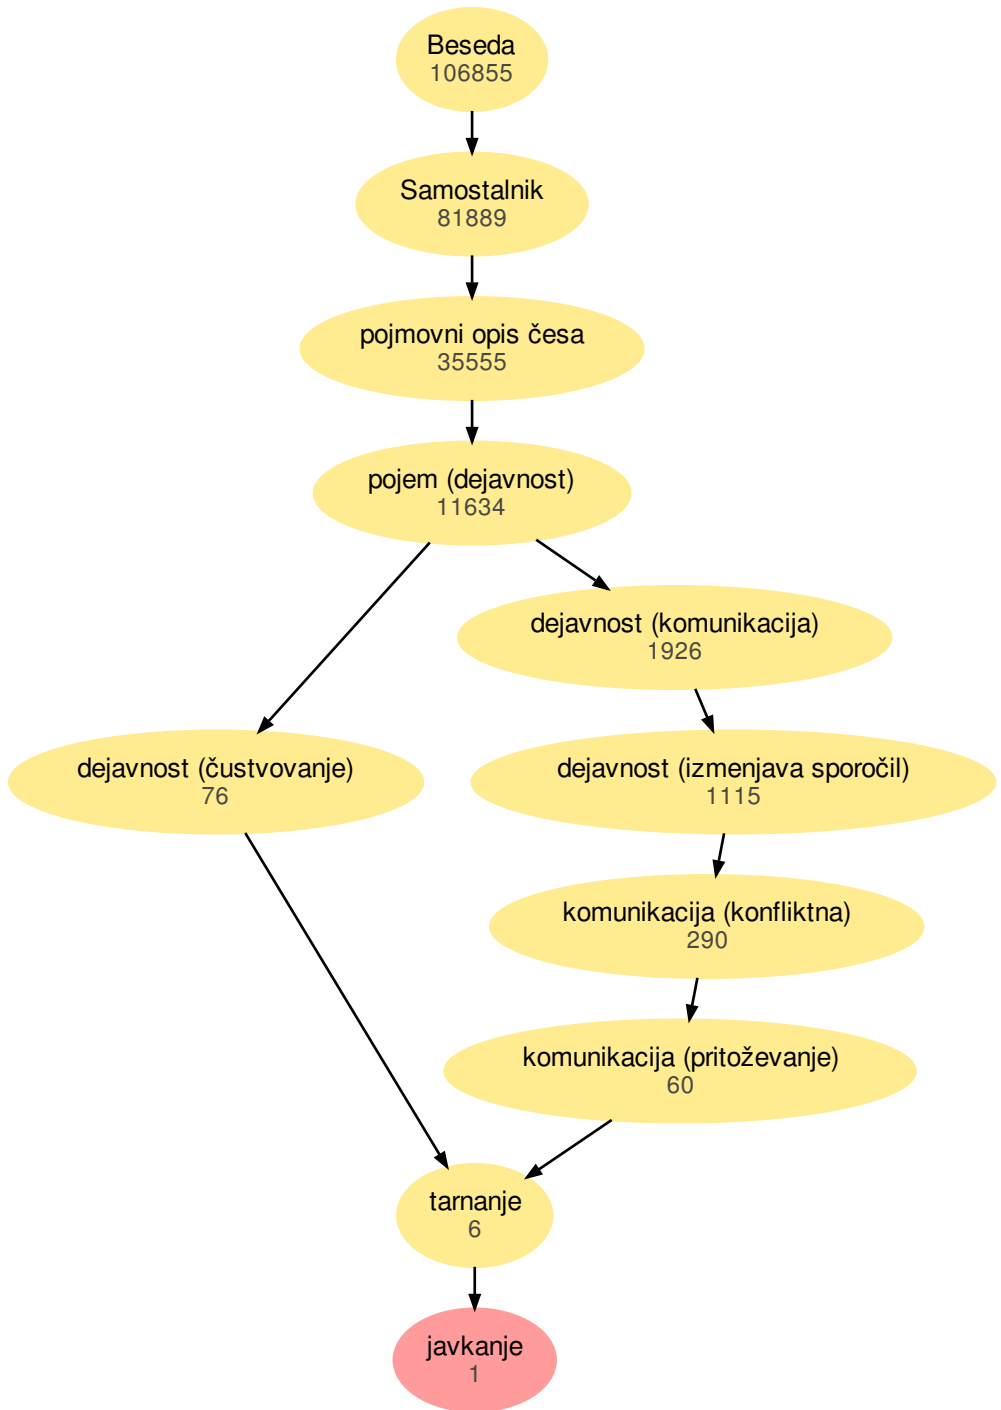 Beseda
106855
Samostalnik
81889
pojmovni opis česa
35555
pojem (dejavnost)
11634
dejavnost (komunikacija)
1926
dejavnost (čustvovanje)
76
dejavnost (izmenjava sporočil)
1115
komunikacija (konfliktna)
290
komunikacija (pritoževanje)
60
tarnanje
6
javkanje
1